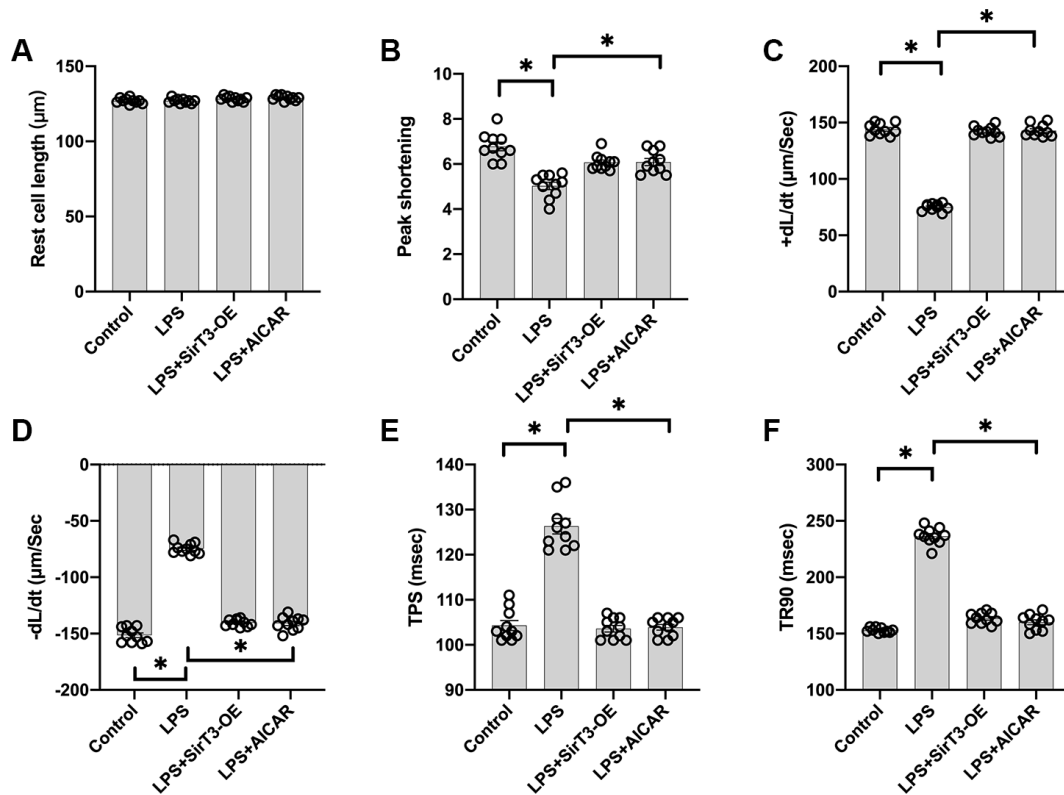 A
Rest cell length (μm)
150
100
50
0
Control
LPS
LPS+SirT3-OE
LPS+AICAR
B
*
*
Peak shortening
10
8
6
4
2
0
Control
LPS
LPS+SirT3-OE
LPS+AICAR
C
*
*
+dL/dt (μm/Sec)
200
150
100
50
0
Control
LPS
LPS+SirT3-OE
LPS+AICAR
D
-dL/dt (μm/Sec
0
-50
-100
-150
-200
*
*
Control
LPS
LPS+SirT3-OE
LPS+AICAR
E
*
*
TPS (msec)
140
130
120
110
100
90
Control
LPS
LPS+SirT3-OE
LPS+AICAR
F
*
*
TR90 (msec)
300
250
200
150
100
Control
LPS
LPS+SirT3-OE
LPS+AICAR